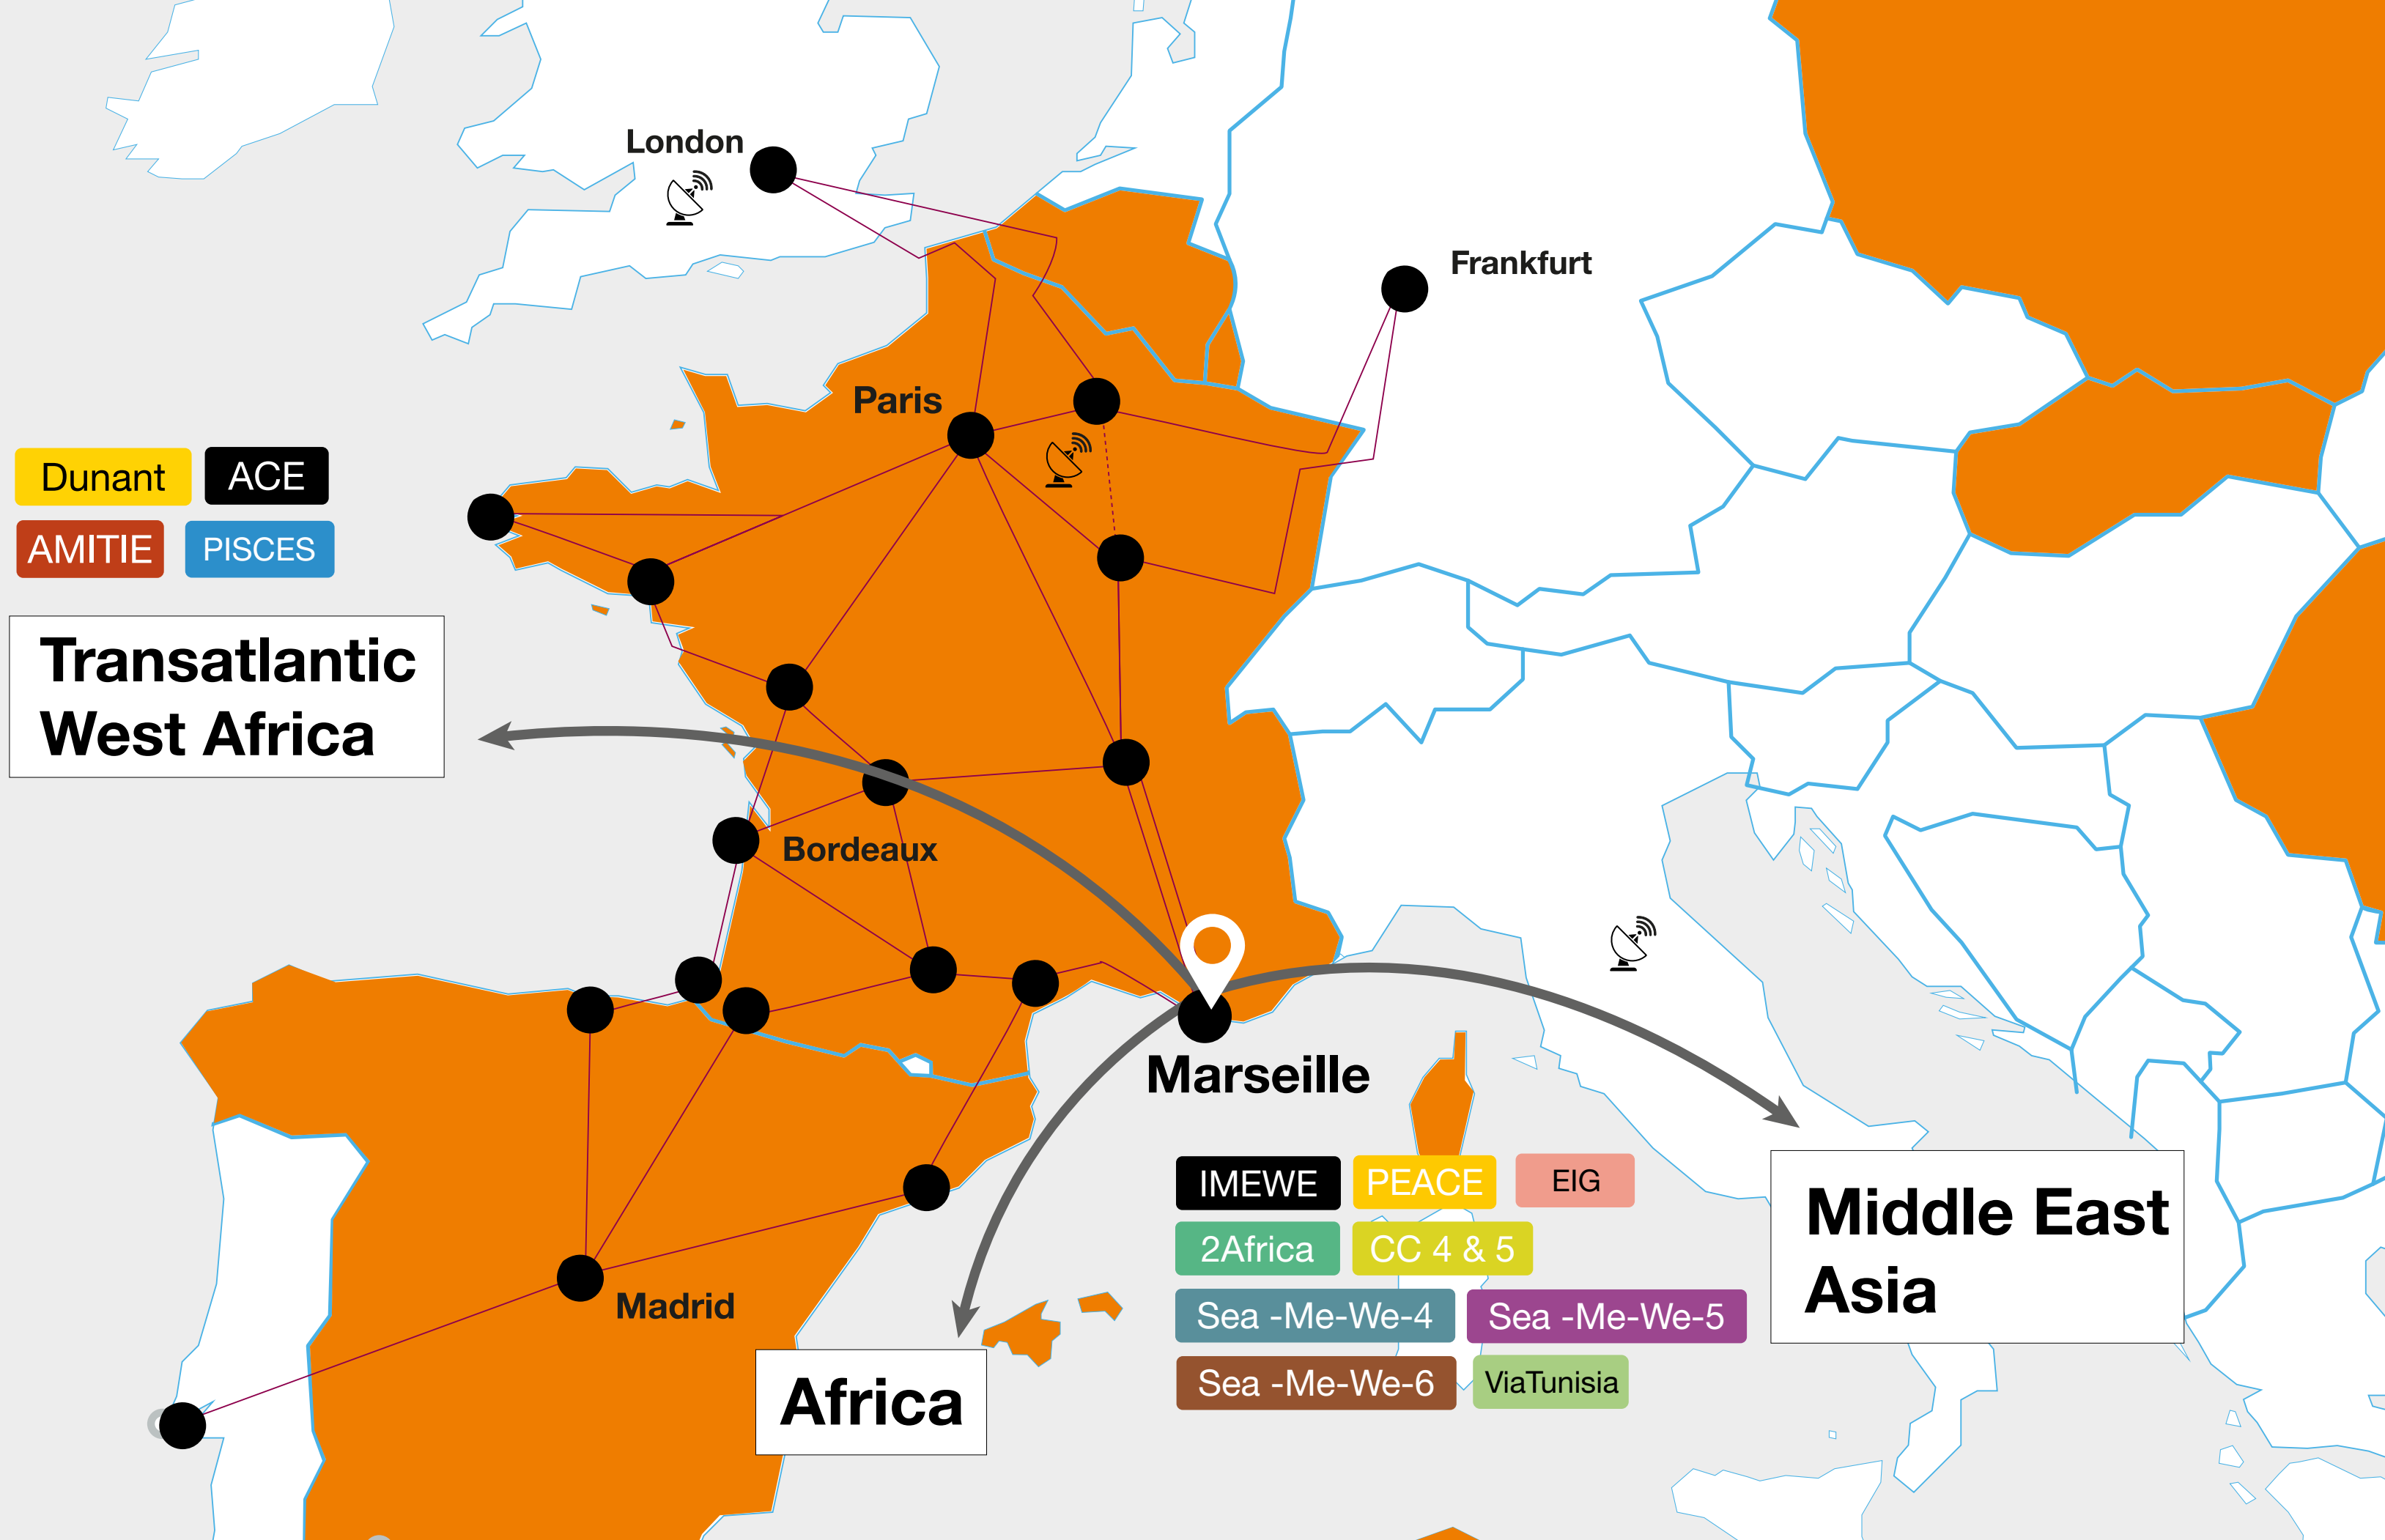 London
Frankfurt
Paris
Dunant
ACE
AMITIE
PISCES
Transatlantic
West Africa
Bordeaux
Marseille
IMEWE
PEACE
EIG
2Africa
CC 4 & 5
Sea -Me-We-4
Sea -Me-We-5
Sea -Me-We-6
ViaTunisia
Middle East
Asia
Madrid
Africa